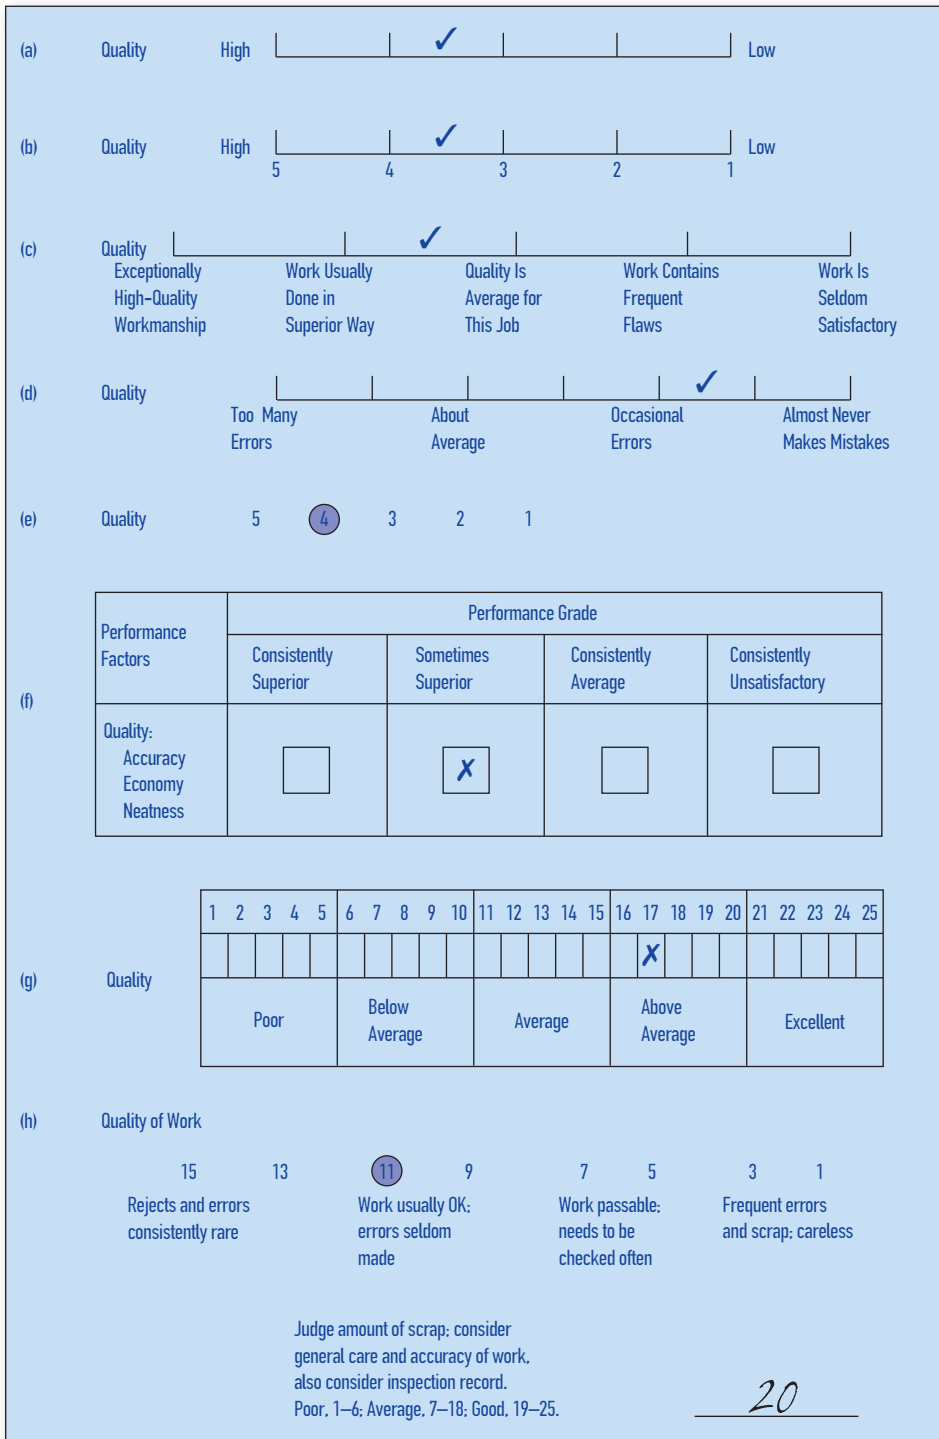 (a) Quality High ✓ Low
(b) Quality High ✓ Low
5 4 3 2 1
(c) Quality ✓
Exceptionally Work Usually Quality Is Work Contains Work Is
High-Quality Done in Average for Frequent Seldom
Workmanship Superior Way This Job Flaws Satisfactory
(d) Quality ✓
Too Many About Occasional Almost Never
Errors Average Errors Makes Mistakes
(e) Quality 5 4 3 2 1
Performance Grade
Performance
Factors
Consistently Sometimes Consistently Consistently
Superior Superior Average Unsatisfactory
(f)
Quality:
Accuracy
Economy
Neatness
✗
1 2 3 4 5 6 7 8 9 10 11 12 13 14 15 16 17 18 19 20 21 22 23 24 25
✗
(g) Quality
Poor Below Average Average Above Average Excellent
(h) Quality of Work
15 13 11 9 7 5 3 1
Rejects and errors Work usually OK; Work passable; Frequent errors
consistently rare errors seldom needs to be and scrap; careless
made checked often
Judge amount of scrap; consider
general care and accuracy of work,
also consider inspection record.
Poor, 1–6; Average, 7–18; Good, 19–25. 20